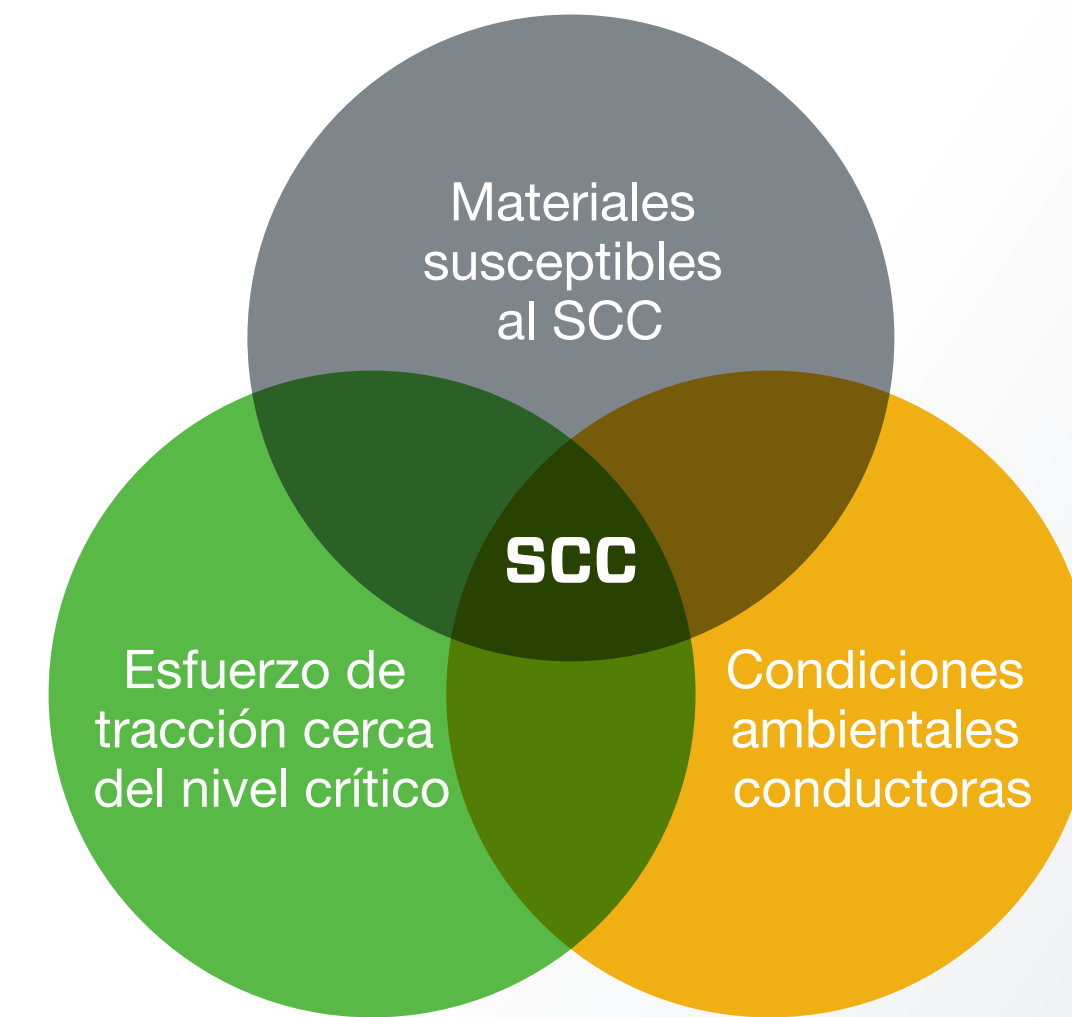 Materiales
susceptibles
al SCC
SCC
Esfuerzo de
tracción cerca
del nivel crítico
Condiciones
ambientales
conductoras